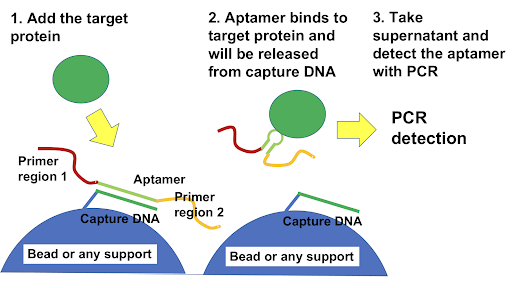 1. Add the target
protein
2. Aptamer binds to
target protein and
will be released
from capture DNA
3. Take
supernatant and
detect the aptamer
with PCR
PCR
detection
Primer
region 1
Aptamer
Primer
region 2
Capture DNA
Bead or any support
Capture DNA
Bead or any support